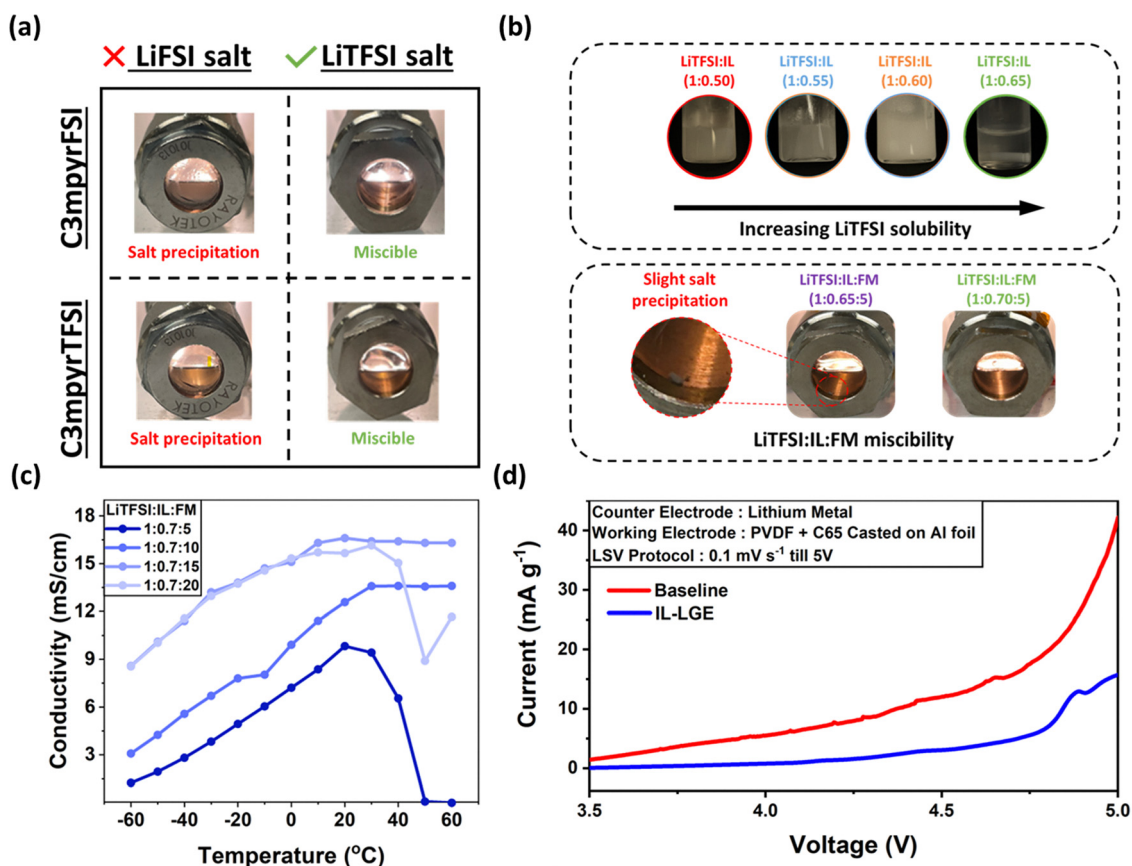 (a)
LiFSI salt
LiTFSI salt
C3mpyrFSI
C3mpyrTFSI
101013
RAYOTEK
Salt precipitation
Miscible
101013
RAYOTEK
Salt precipitation
Miscible
(b)
LiTFSI:IL
(1:0.50)
LiTFSI:IL
(1:0.55)
LiTFSI:IL
(1:0.60)
LiTFSI:IL
(1:0.65)
Increasing LiTFSI solubility
Slight salt
precipitation
LiTFSI:IL:FM
(1:0.65:5)
LiTFSI:IL:FM
(1:0.70:5)
LiTFSI:IL:FM miscibility
(c)
LiTFSI:IL:FM
1:0.7:5
1:0.7:10
1:0.7:15
1:0.7:20
Conductivity (mS/cm)
18
15
12
9
6
3
-60
-40
-20
0
20
40
60
Temperature (°C)
(d)
Counter Electrode : Lithium Metal
Working Electrode : PVDF + C65 Casted on Al foil
LSV Protocol : 0.1 mV s⁻¹ till 5V
Baseline
IL-LGE
Current (mA g⁻¹)
40
30
20
10
0
3.5
4.0
4.5
5.0
Voltage (V)